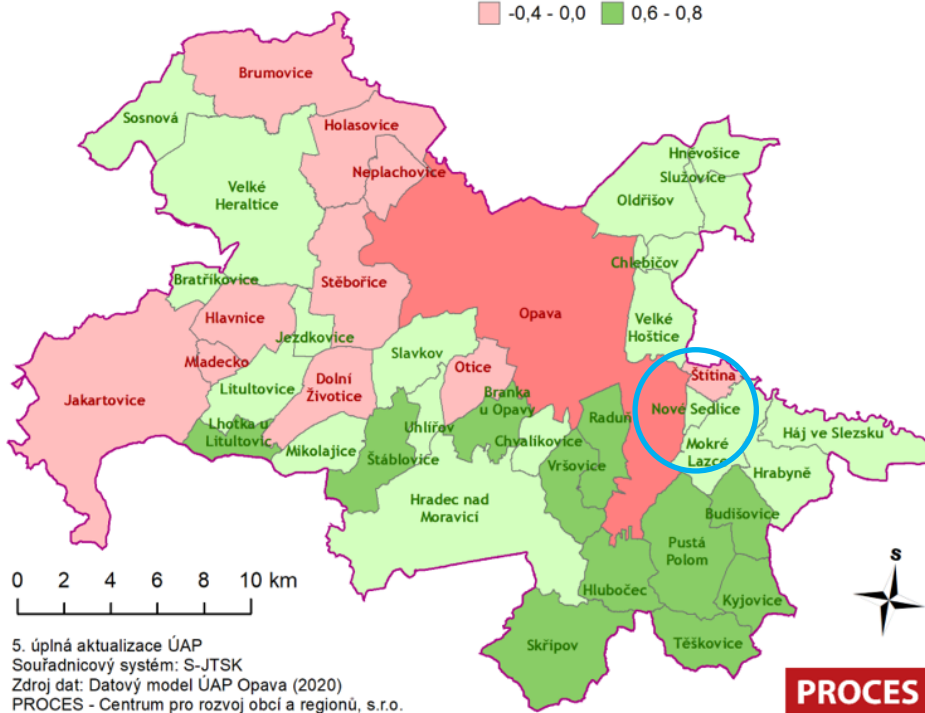 -0,4 - 0,0
0,6 - 0,8
Brumovice
Sosnová
Holasovice
Neplachovice
Hněvošice
Služovice
Oldřišov
Velké
Heraltice
Chlebičov
Bratříkovice
Stěbořice
Opava
Velké
Hoštice
Hlavnice
Jezdkovice
Mladecko
Slavkov
Otice
Štítina
Jakartovice
Litultovice
Dolní
Životice
Branka
u Opavy
Raduň
Nové Sedlice
Lhotka u
Litultovic
Uhlířov
Chvalíkovice
Háj ve Slezsku
Mikolajice
Štáblovice
Mokré
Lazce
Vršovice
Hrabyně
Hradec nad
Moravicí
Budišovice
Pustá
Polom
Hlubočec
Kyjovice
Skřipov
Těškovice
0 2 4 6 8 10 km
S
5. úplná aktualizace ÚAP
Souřadnicový systém: S-JTSK
Zdroj dat: Datový model ÚAP Opava (2020)
PROCES - Centrum pro rozvoj obcí a regionů, s.r.o.
PROCES